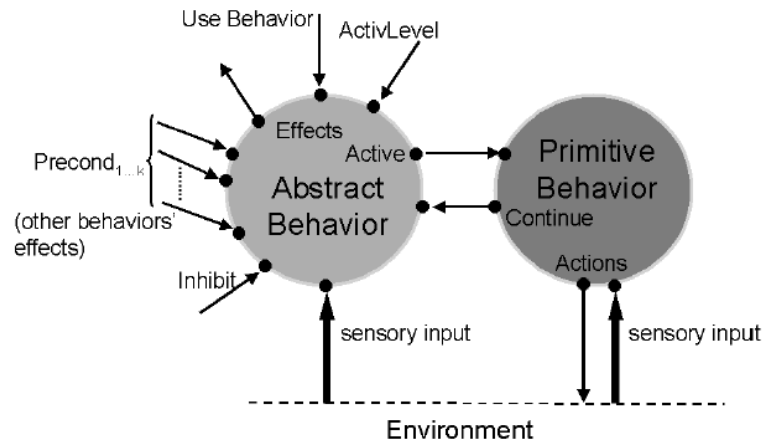 Use Behavior
ActivLevel
Effects
Active
Precond1...k
Abstract
Behavior
Primitive
Behavior
Continue
(other behaviors'
effects)
Inhibit
Actions
sensory input
sensory input
Environment